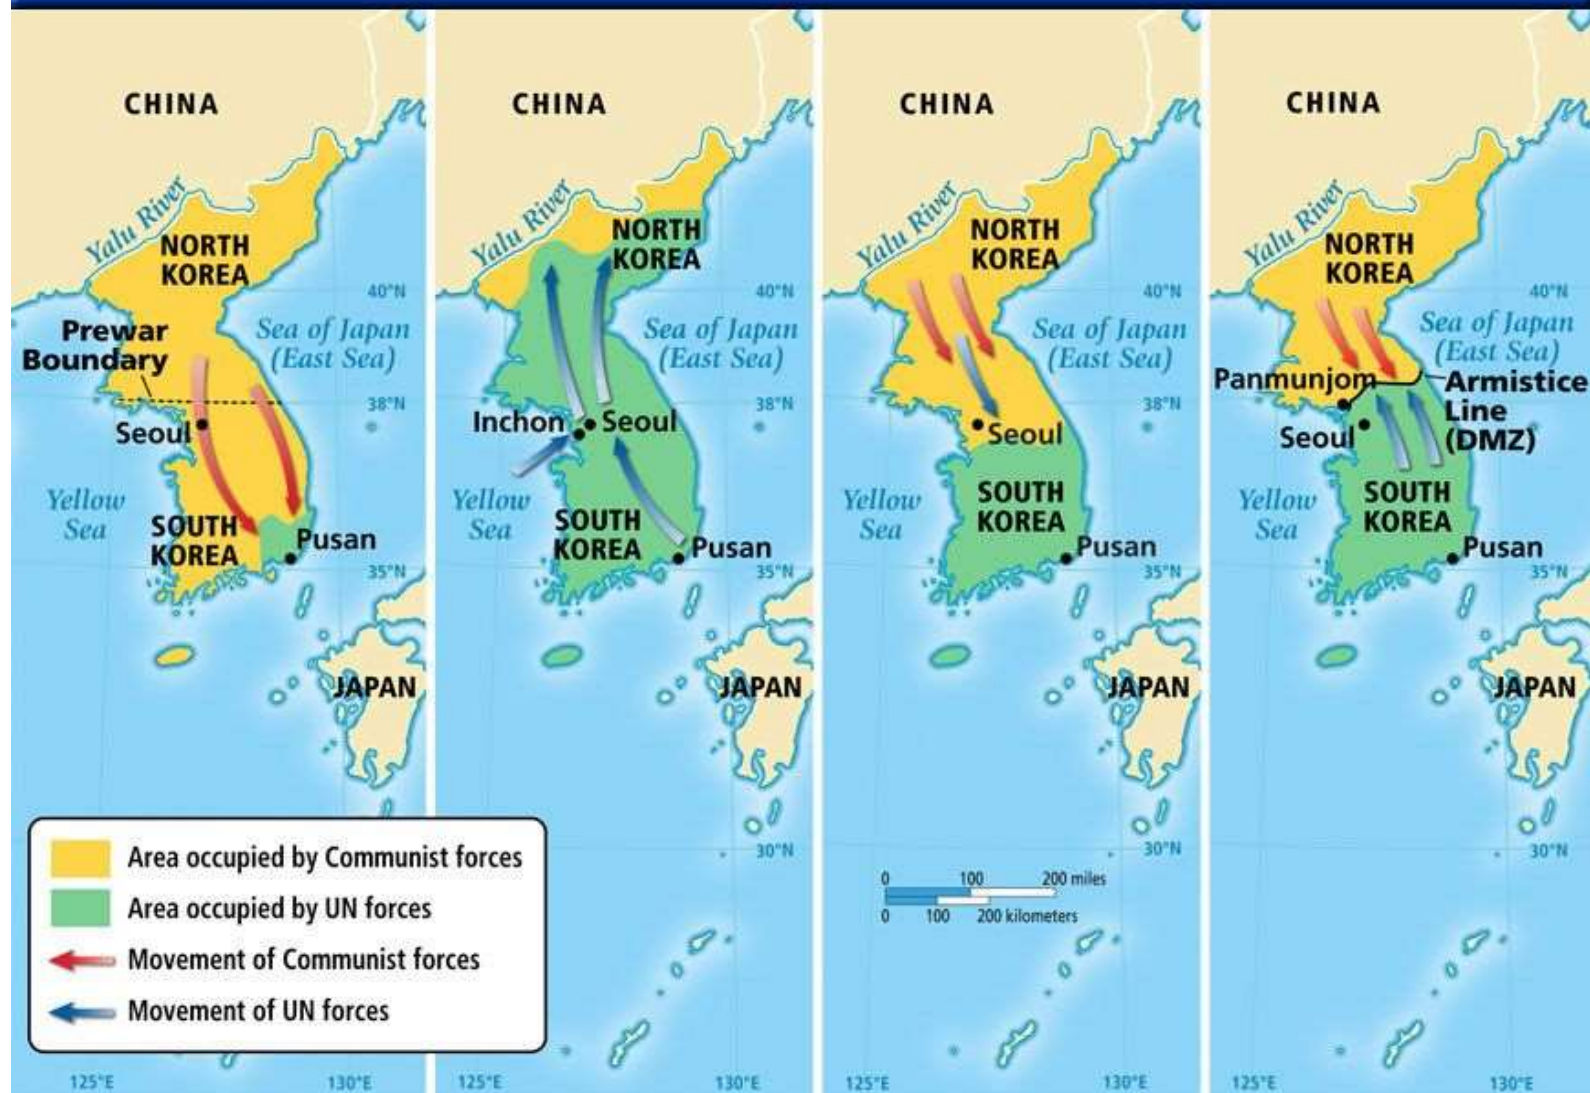 CHINA
Yalu River
NORTH
KOREA
40°N
Prewar
Boundary
Sea of Japan
(East Sea)
38°N
Seoul
Yellow
Sea
SOUTH
KOREA
Pusan
35°N
JAPAN
Area occupied by Communist forces
Area occupied by UN forces
Movement of Communist forces
Movement of UN forces
125°E
130°E
CHINA
Yalu River
NORTH
KOREA
40°N
Sea of Japan
(East Sea)
38°N
Inchon
Seoul
Yellow
Sea
SOUTH
KOREA
Pusan
35°N
JAPAN
30°N
125°E
130°E
CHINA
Yalu River
NORTH
KOREA
40°N
Sea of Japan
(East Sea)
38°N
Seoul
Yellow
Sea
SOUTH
KOREA
Pusan
35°N
JAPAN
30°N
0 100 200 miles
0 100 200 kilometers
125°E
130°E
CHINA
Yalu River
NORTH
KOREA
40°N
Sea of Japan
(East Sea)
Panmunjom
Armistice
Line
(DMZ)
38°N
Seoul
Yellow
Sea
SOUTH
KOREA
Pusan
35°N
JAPAN
30°N
125°E
130°E